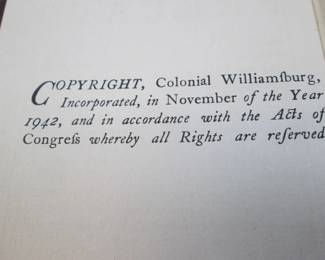 COPYRIGHT, Colonial Williamſburg,
Incorporated, in November of the Year
1942, and in accordance with the Acts of
Congreſs whereby all Rights are reſerved